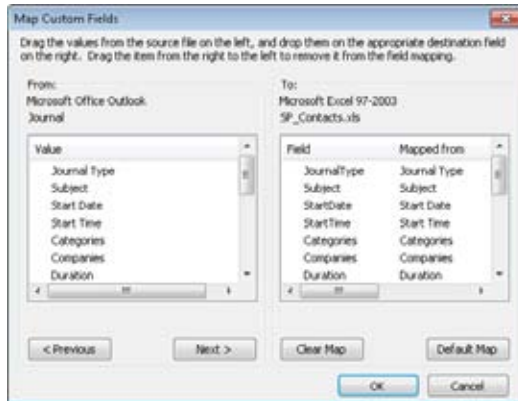 Map Custom Fields
Drag the values from the source file on the left, and drop them on the appropriate destination field
on the right. Drag the item from the right to the left to remove it from the field mapping.
From:
Microsoft Office Outlook
Journal
Value
Journal Type
Subject
Start Date
Start Time
Categories
Companies
Duration
< Previous
Next >
To:
Microsoft Excel 97-2003
SP_Contacts.xls
Field Mapped from
JournalType Journal Type
Subject Subject
StartDate Start Date
StartTime Start Time
Categories Categories
Companies Companies
Duration Duration
Clear Map
Default Map
OK
Cancel